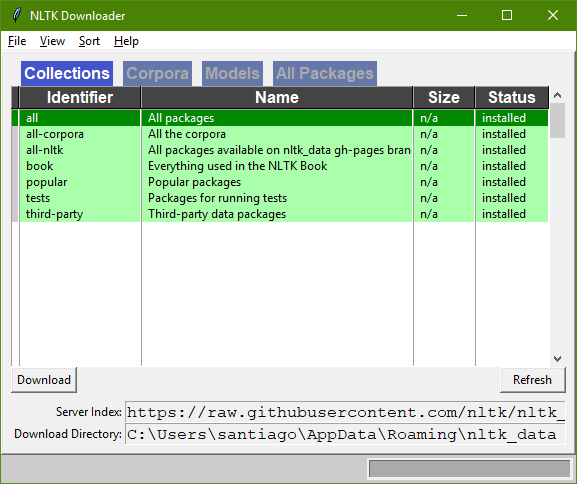 NLTK Downloader
File View Sort Help
Collections Corpora Models All Packages
Identifier Name Size Status
all All packages n/a installed
all-corpora All the corpora n/a installed
all-nltk All packages available on nltk_data gh-pages bran n/a installed
book Everything used in the NLTK Book n/a installed
popular Popular packages n/a installed
tests Packages for running tests n/a installed
third-party Third-party data packages n/a installed
Download Refresh
Server Index: https://raw.githubusercontent.com/nltk/nltk_
Download Directory: C:\Users\santiago\AppData\Roaming\nltk_data